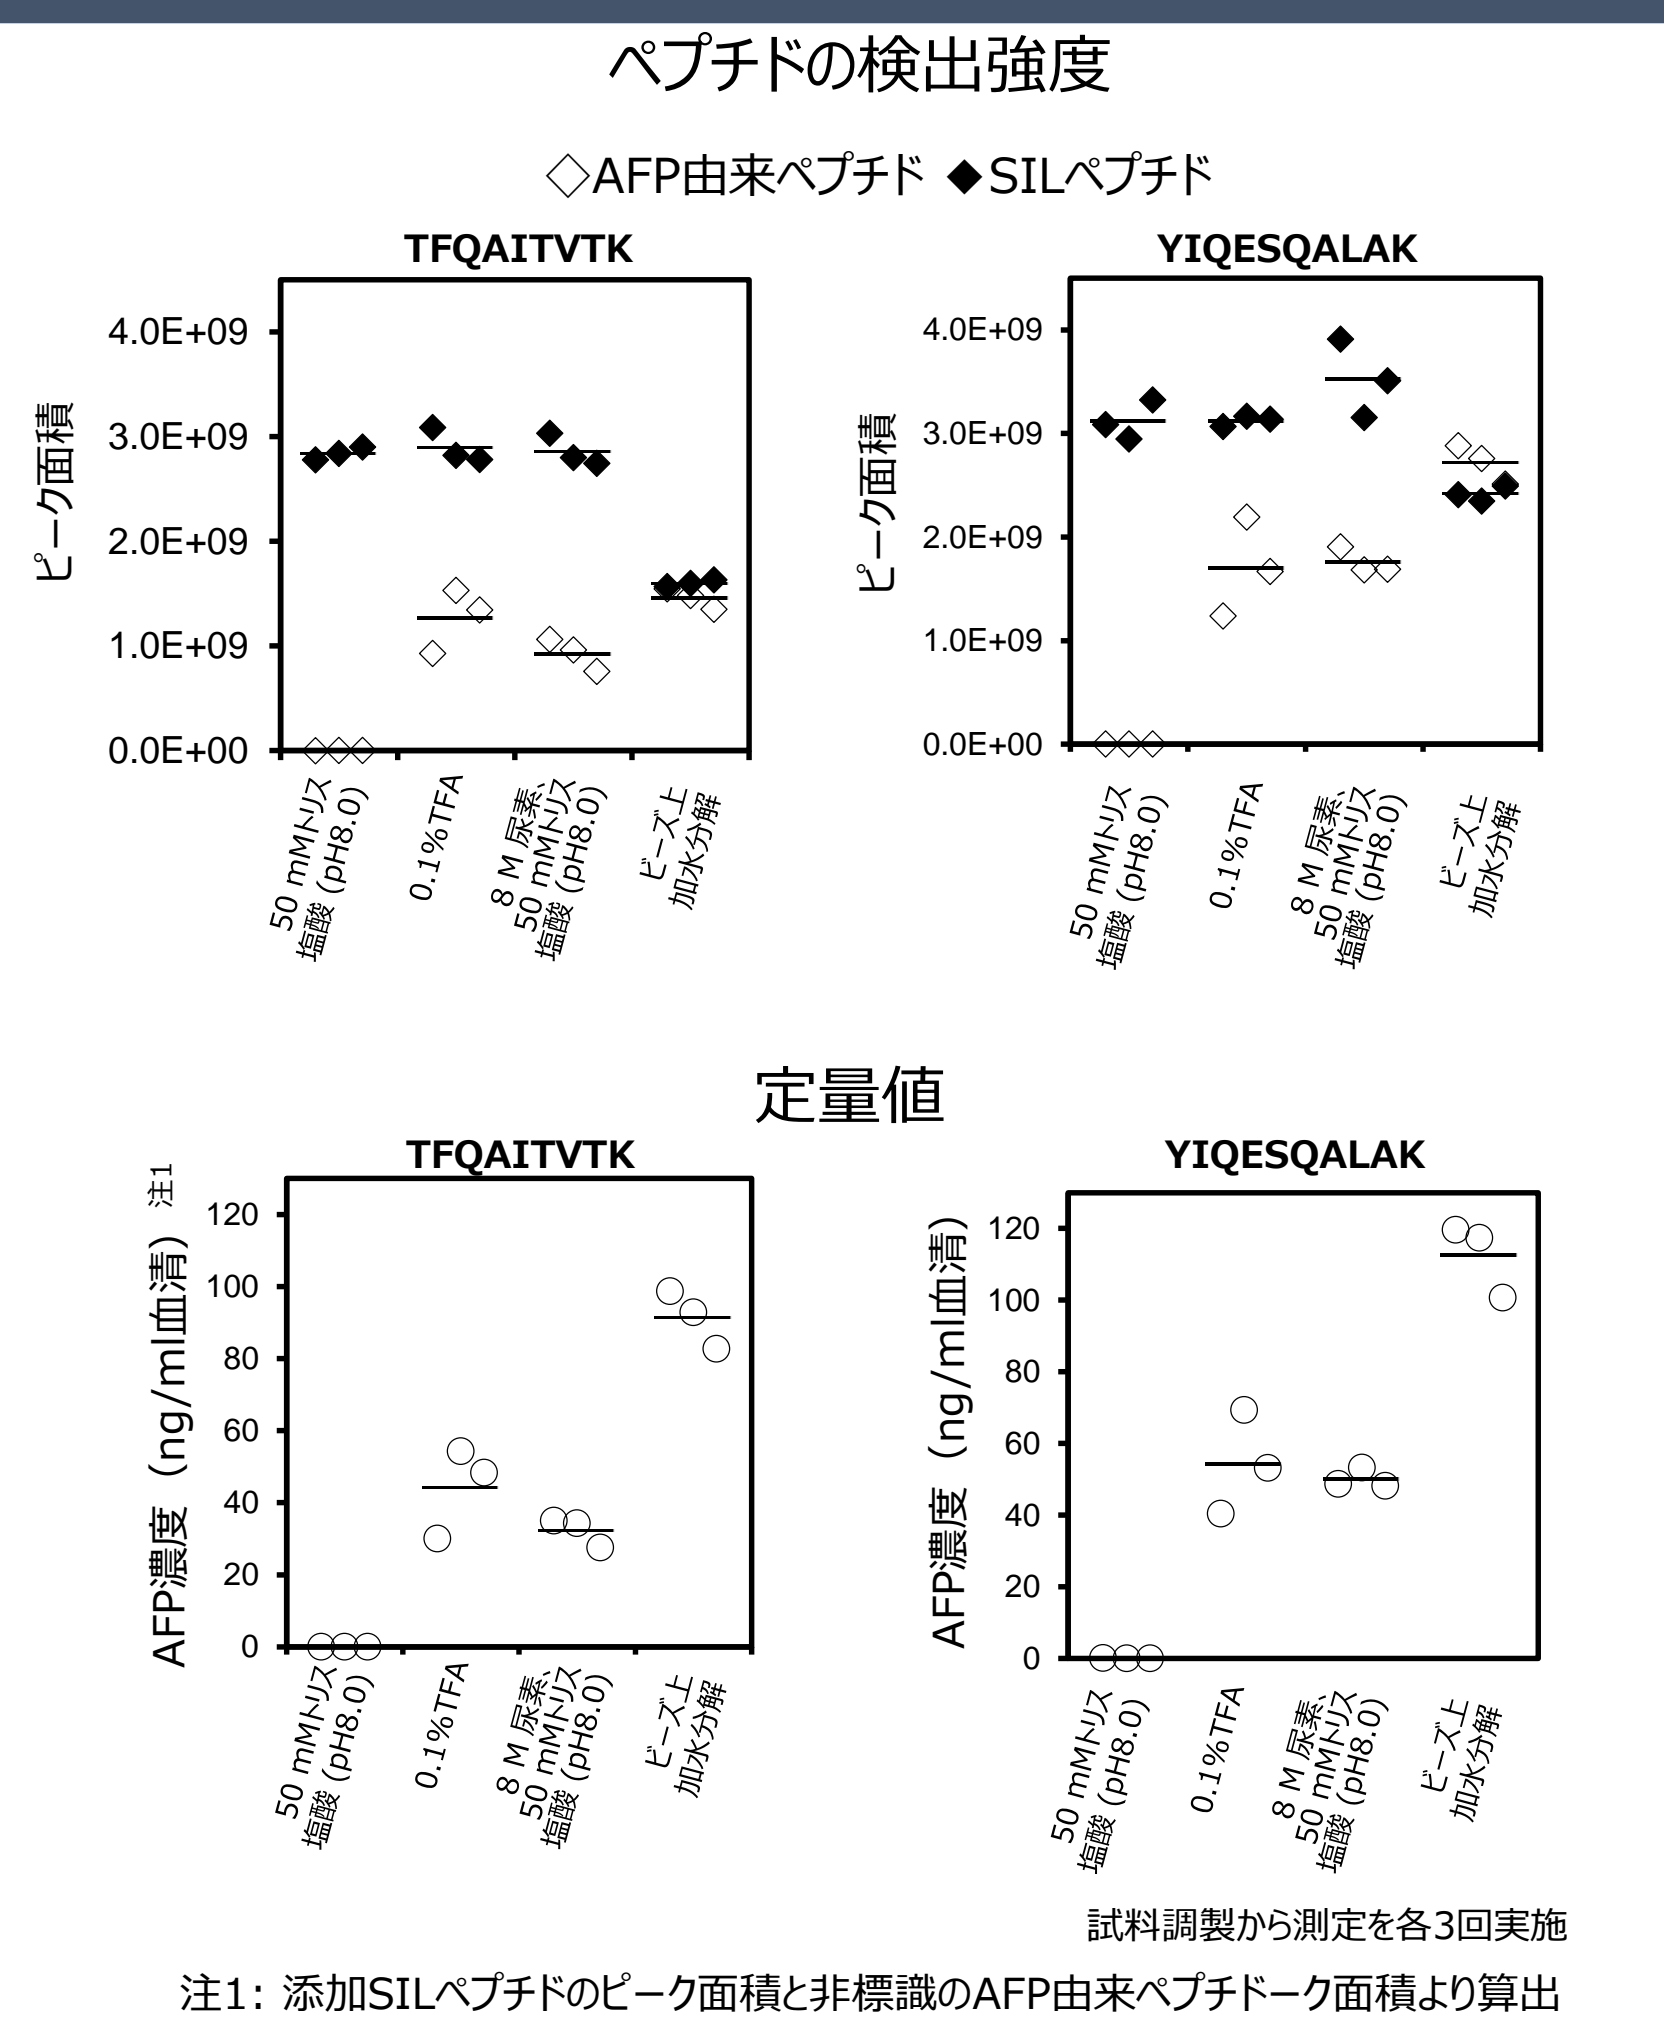 ペプチドの検出強度
◇AFP由来ペプチド ◆SILペプチド
TFQAITVTK
ピーク面積
4.0E+09
3.0E+09
2.0E+09
1.0E+09
0.0E+00
50 mMトリス
塩酸 (pH8.0)
0.1%TFA
8 M 尿素、
50 mMトリス
塩酸 (pH8.0)
ビーズ上
加水分解
YIQESQALAK
ピーク面積
4.0E+09
3.0E+09
2.0E+09
1.0E+09
0.0E+00
50 mMトリス
塩酸 (pH8.0)
0.1%TFA
8 M 尿素、
50 mMトリス
塩酸 (pH8.0)
ビーズ上
加水分解
定量値
TFQAITVTK
AFP濃度 (ng/ml血清) 注1
120
100
80
60
40
20
0
50 mMトリス
塩酸 (pH8.0)
0.1%TFA
8 M 尿素、
50 mMトリス
塩酸 (pH8.0)
ビーズ上
加水分解
YIQESQALAK
AFP濃度 (ng/ml血清)
120
100
80
60
40
20
0
50 mMトリス
塩酸 (pH8.0)
0.1%TFA
8 M 尿素、
50 mMトリス
塩酸 (pH8.0)
ビーズ上
加水分解
試料調製から測定を各3回実施
注1: 添加SILペプチドのピーク面積と非標識のAFP由来ペプチドーク面積より算出